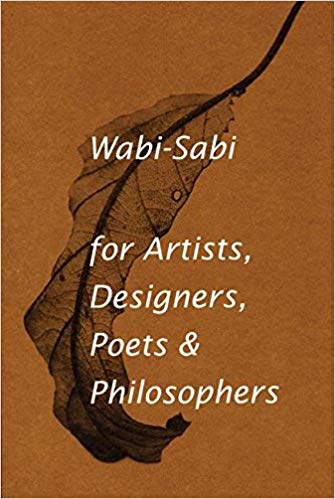 Wabi-Sabi
for Artists,
Designers,
Poets &
Philosophers